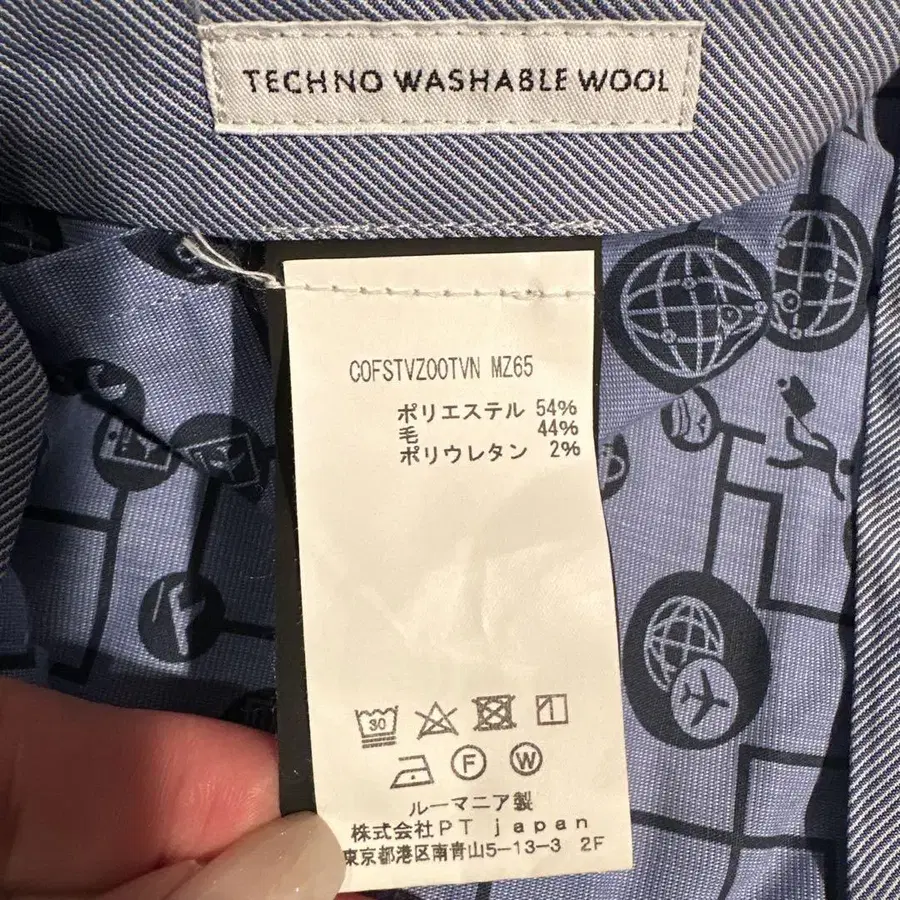 TECHNO WASHABLE WOOL
COFSTVZ00TVN MZ65
ポリエステル 54%
毛 44%
ポリウレタン 2%
30
F W
ルーマニア製
株式会社PT japan
東京都港区南青山5-13-3 2F
F